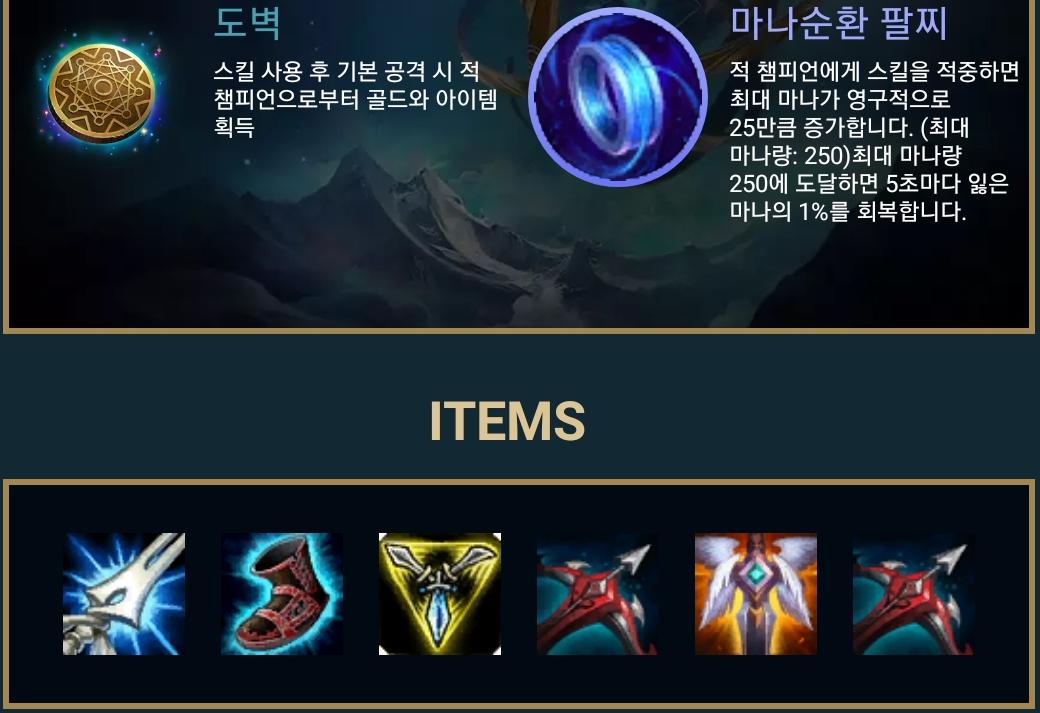 도벽
스킬 사용 후 기본 공격 시 적
챔피언으로부터 골드와 아이템
획득
마나순환 팔찌
적 챔피언에게 스킬을 적중하면
최대 마나가 영구적으로
25만큼 증가합니다. (최대
마나량: 250)최대 마나량
250에 도달하면 5초마다 잃은
마나의 1%를 회복합니다.
ITEMS